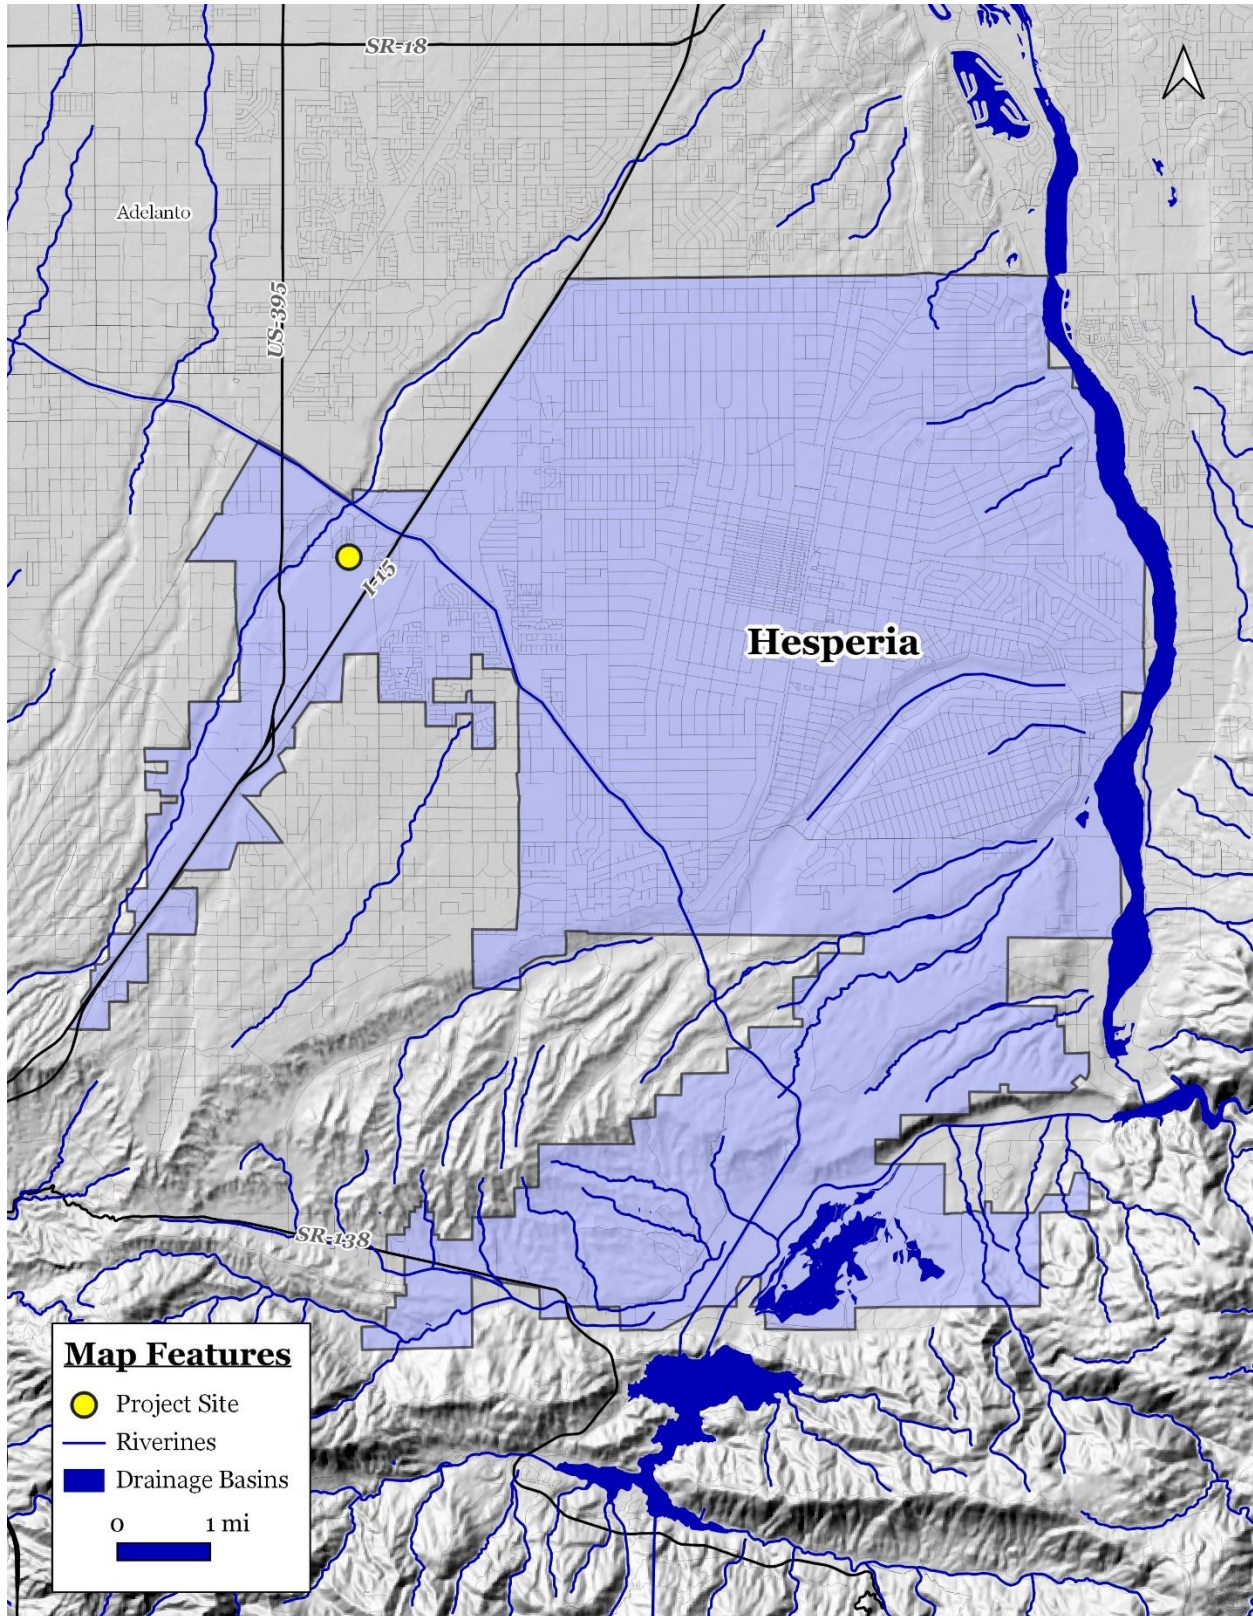 SR-18
Adelanto
US-395
I-15
Hesperia
SR-138
Map Features
Project Site
Riverines
Drainage Basins
0 1 mi